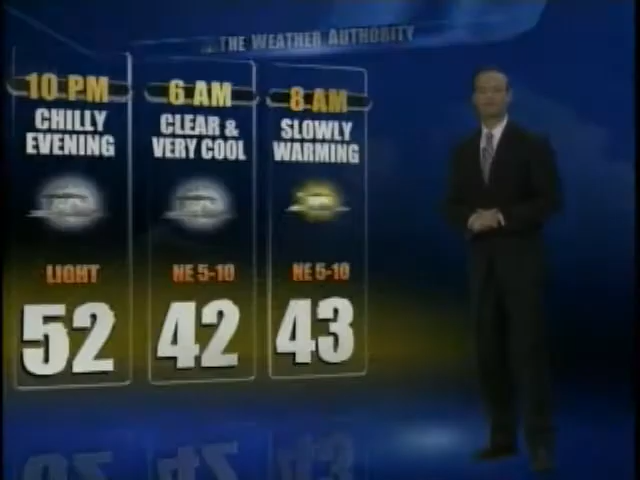 THE WEATHER AUTHORITY
10 PM
CHILLY
EVENING
LIGHT
52
6 AM
CLEAR &
VERY COOL
NE 5-10
42
8 AM
SLOWLY
WARMING
NE 5-10
43